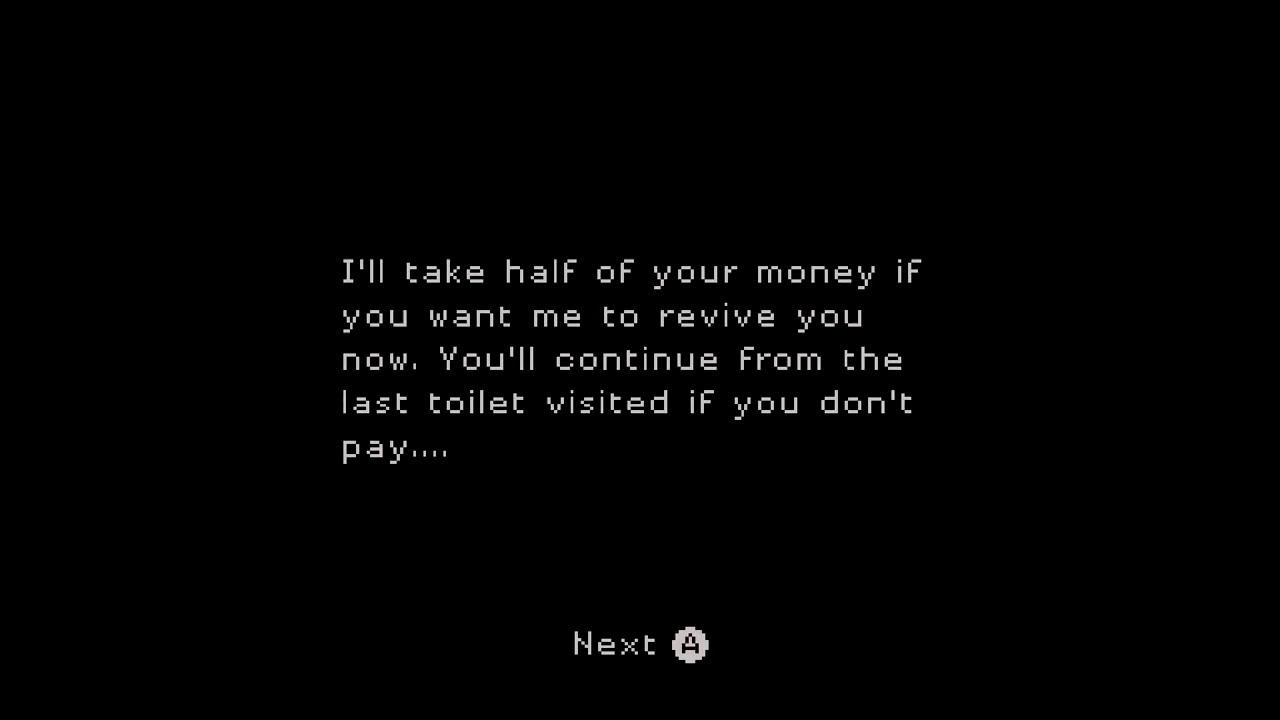 I'll take half of your money if
you want me to revive you
now. You'll continue from the
last toilet visited if you don't
pay....
Next A